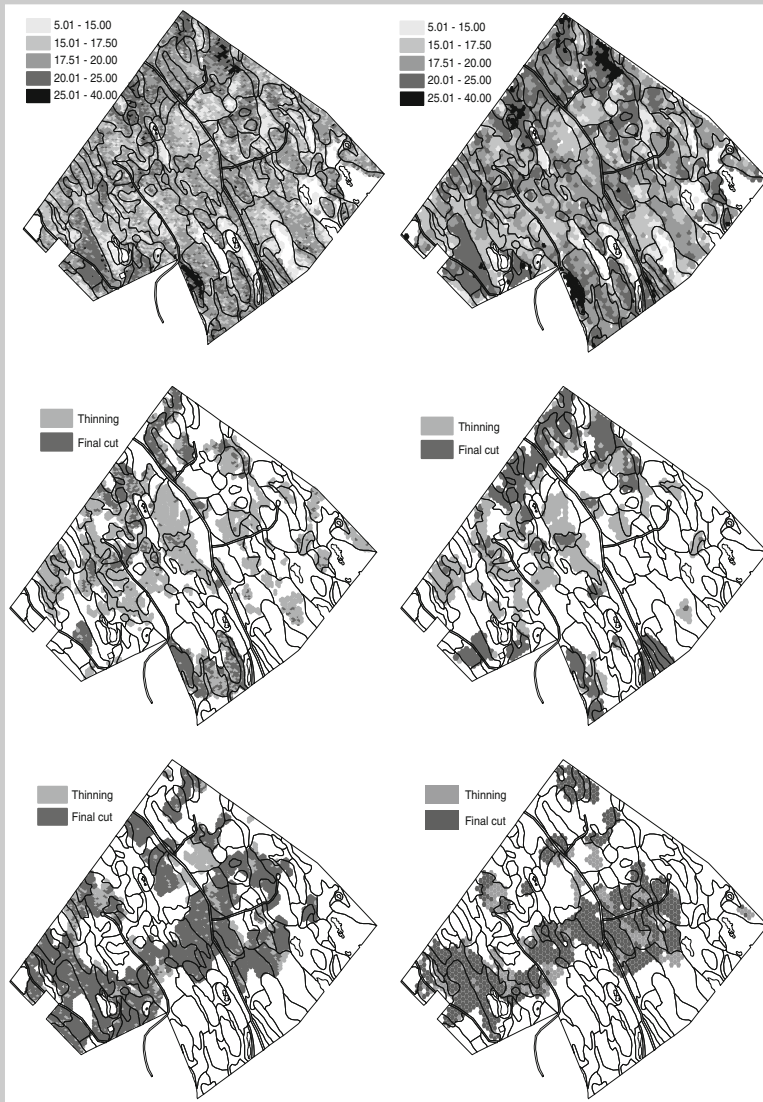 5.01 - 15.00
15.01 - 17.50
17.51 - 20.00
20.01 - 25.00
25.01 - 40.00
5.01 - 15.00
15.01 - 17.50
17.51 - 20.00
20.01 - 25.00
25.01 - 40.00
Thinning
Final cut
Thinning
Final cut
Thinning
Final cut
Thinning
Final cut